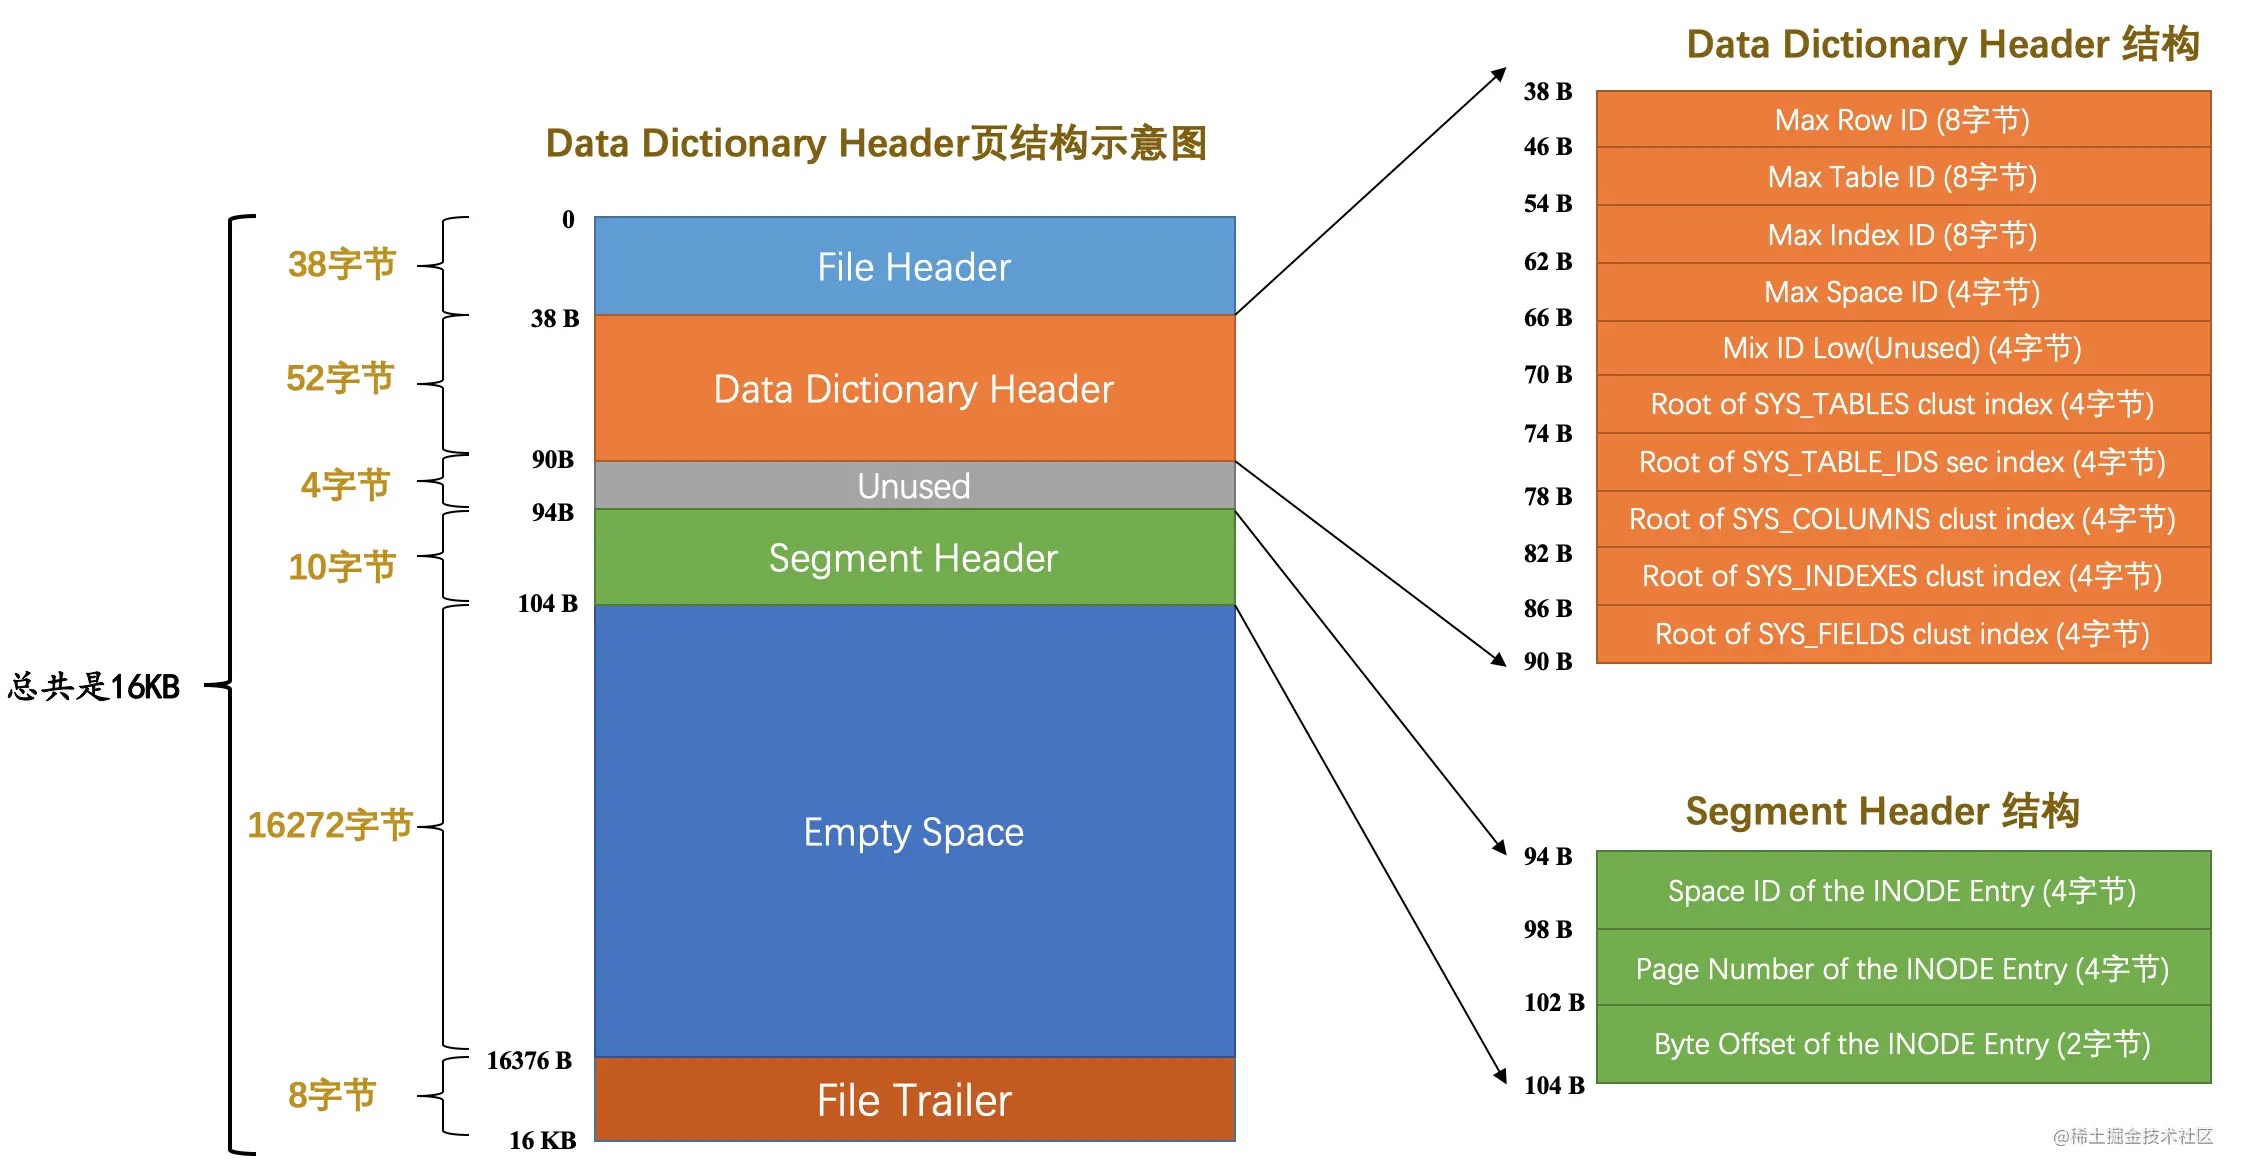 Data Dictionary Header页结构示意图
总共是16KB
38字节
52字节
4字节
10字节
16272字节
8字节
0
38 B
90B
94B
104 B
16376 B
16 KB
File Header
Data Dictionary Header
Unused
Segment Header
Empty Space
File Trailer
Data Dictionary Header 结构
38 B
Max Row ID (8字节)
46 B
Max Table ID (8字节)
54 B
Max Index ID (8字节)
62 B
Max Space ID (4字节)
66 B
Mix ID Low(Unused) (4字节)
70 B
Root of SYS_TABLES clust index (4字节)
74 B
Root of SYS_TABLE_IDS sec index (4字节)
78 B
Root of SYS_COLUMNS clust index (4字节)
82 B
Root of SYS_INDEXES clust index (4字节)
86 B
Root of SYS_FIELDS clust index (4字节)
90 B
Segment Header 结构
94 B
Space ID of the INODE Entry (4字节)
98 B
Page Number of the INODE Entry (4字节)
102 B
Byte Offset of the INODE Entry (2字节)
104 B
@稀土掘金技术社区